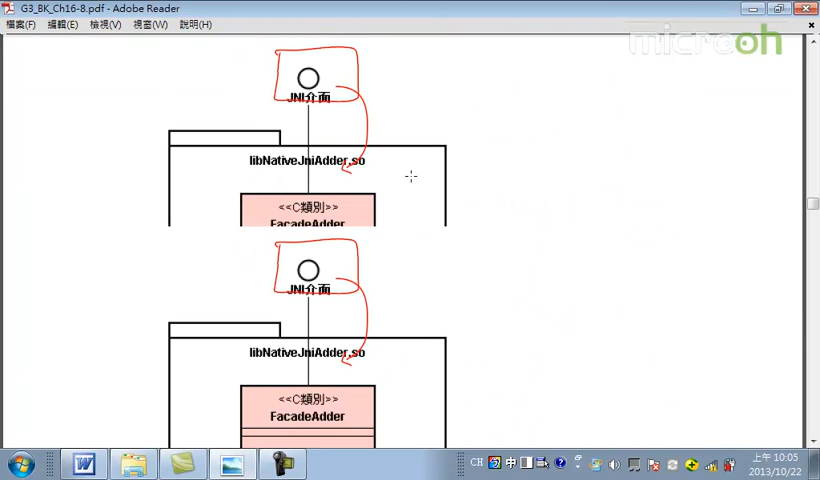 G3_BK_Ch16-8.pdf - Adobe Reader
檔案(F) 編輯(E) 檢視(V) 視窗(W) 說明(H)
microoh
JNI介面
libNativeJniAdder.so
<<C類別>>
FacadeAdder
JNI介面
libNativeJniAdder.so
<<C類別>>
FacadeAdder
CH 中
上午 10:05
2013/10/22